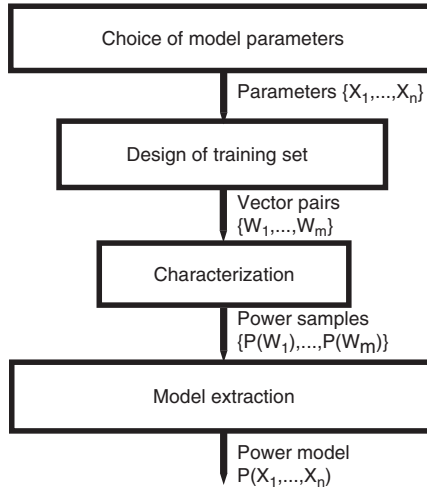 Choice of model parameters
Parameters {X₁,...,Xₙ}
Design of training set
Vector pairs
{W₁,...,Wₘ}
Characterization
Power samples
{P(W₁),...,P(Wₘ)}
Model extraction
Power model
P(X₁,...,Xₙ)